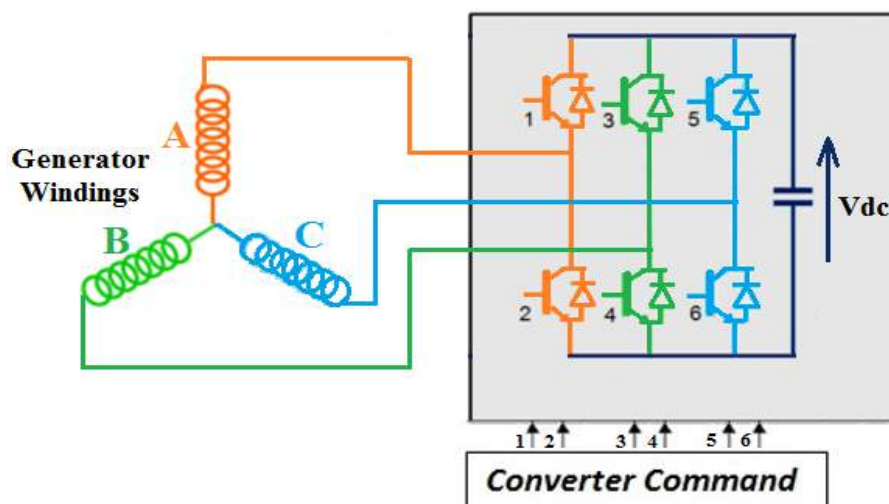 A
Generator
Windings
B
C
1
3
5
Vdc
2
4
6
1 2 3 4 5 6
Converter Command